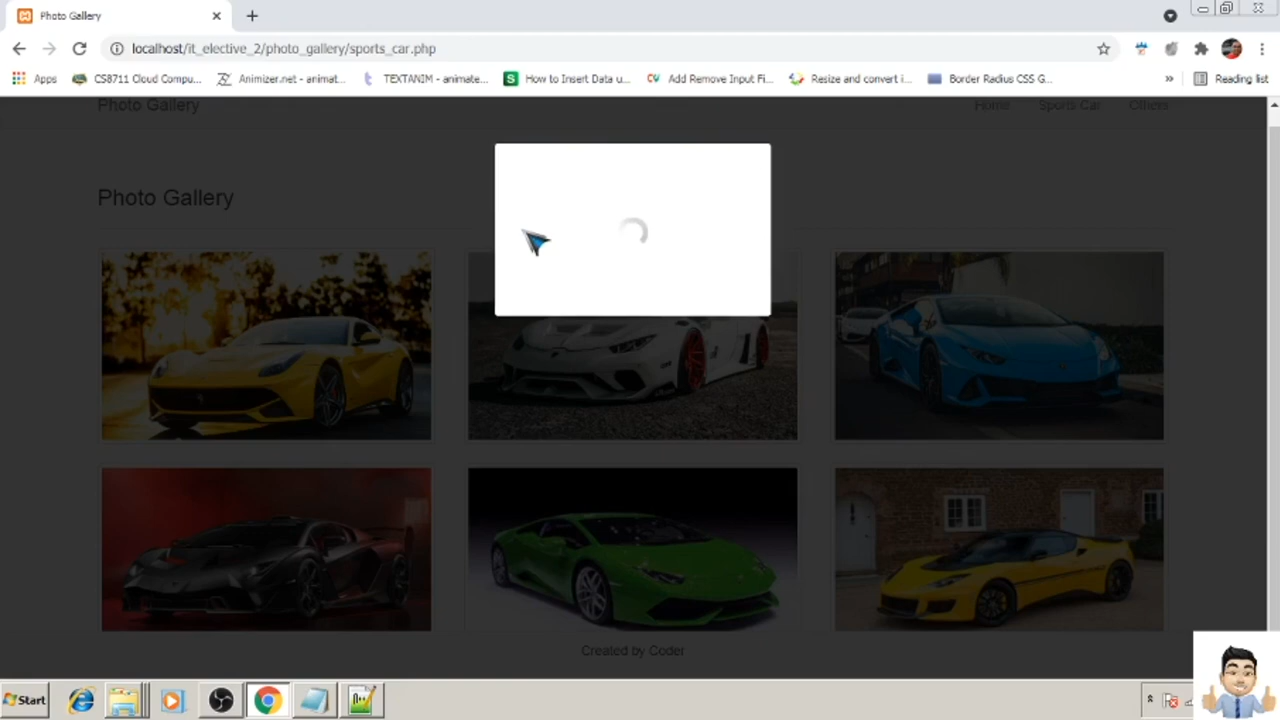 Photo Gallery
localhost/it_elective_2/photo_gallery/sports_car.php
Apps
CS8711 Cloud Compu...
Animizer.net - animat...
TEXTANIM - animate...
How to Insert Data u...
Add Remove Input Fi...
Resize and convert i...
Border Radius CSS G...
»
Reading list
Photo Gallery
Home
Sports Car
Others
Photo Gallery
Created by Coder
Start